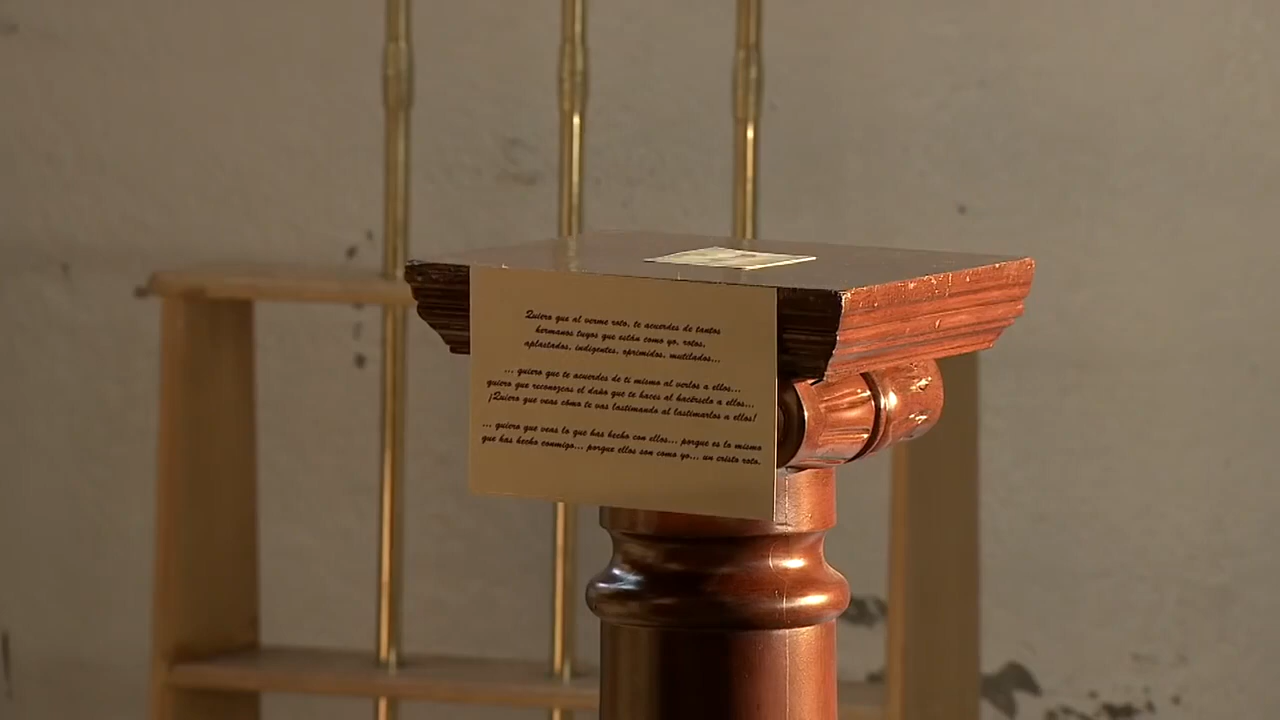 Quiero que al verme roto, te acuerdes de tantos
hermanos tuyos que están como yo, rotos,
aplastados, indigentes, oprimidos, mutilados...
... quiero que te acuerdes de ti mismo al verlos a ellos...
quiero que reconozcas el daño que te haces al hacérselo a ellos...
¡Quiero que veas cómo te vas lastimando al lastimarlos a ellos!
... quiero que veas lo que has hecho con ellos... porque es lo mismo
que has hecho conmigo... porque ellos son como yo... un cristo roto.